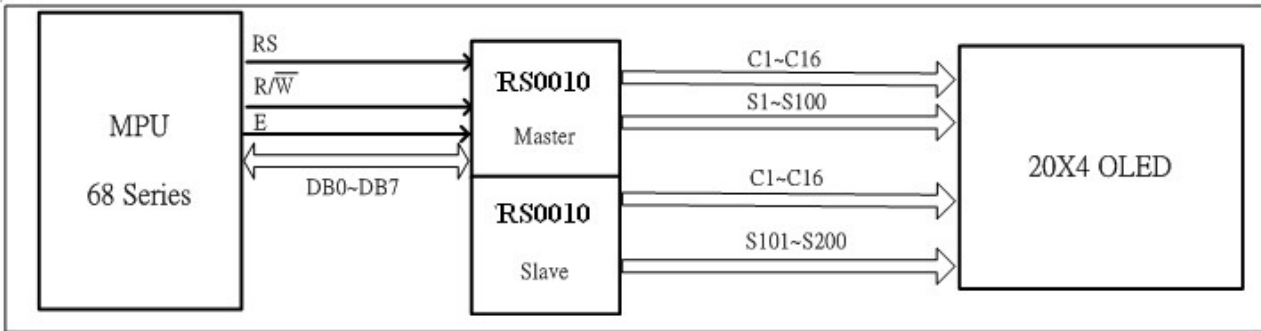 MPU
68 Series
RS
R/W̅
E
DB0~DB7
RS0010
Master
RS0010
Slave
C1~C16
S1~S100
C1~C16
S101~S200
20X4 OLED